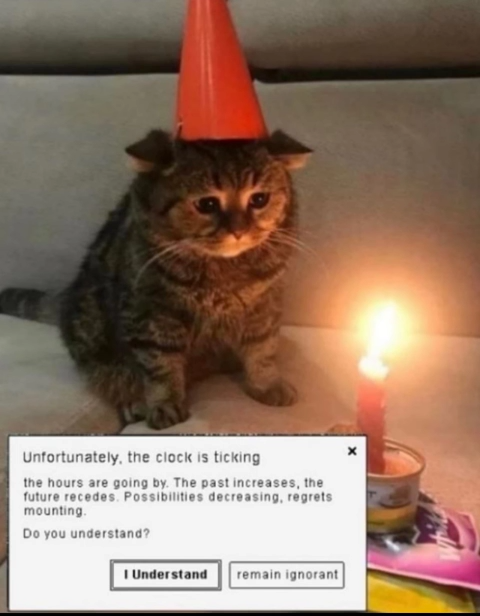 Unfortunately, the clock is ticking
the hours are going by. The past increases, the
future recedes. Possibilities decreasing, regrets
mounting.
Do you understand?
I Understand
remain ignorant